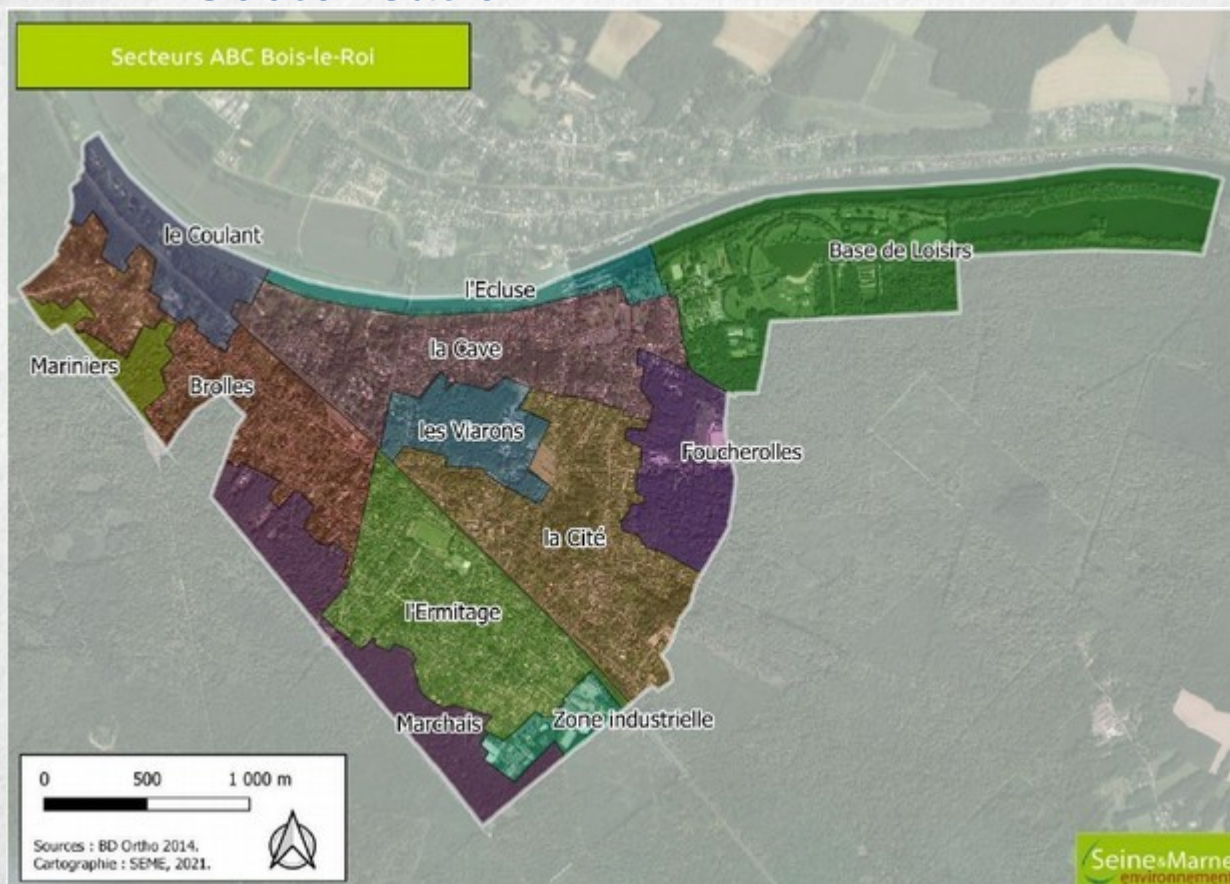 Secteurs ABC Bois-le-Roi
le Coulant
Base de Loisirs
l'Ecluse
la Cave
Mariniers
Brolles
les Viarons
Foucherolles
la Cité
l'Ermitage
Marchais
Zone industrielle
0 500 1 000 m
Sources : BD Ortho 2014.
Cartographie : SEME, 2021.
Seine&Marne
environnement